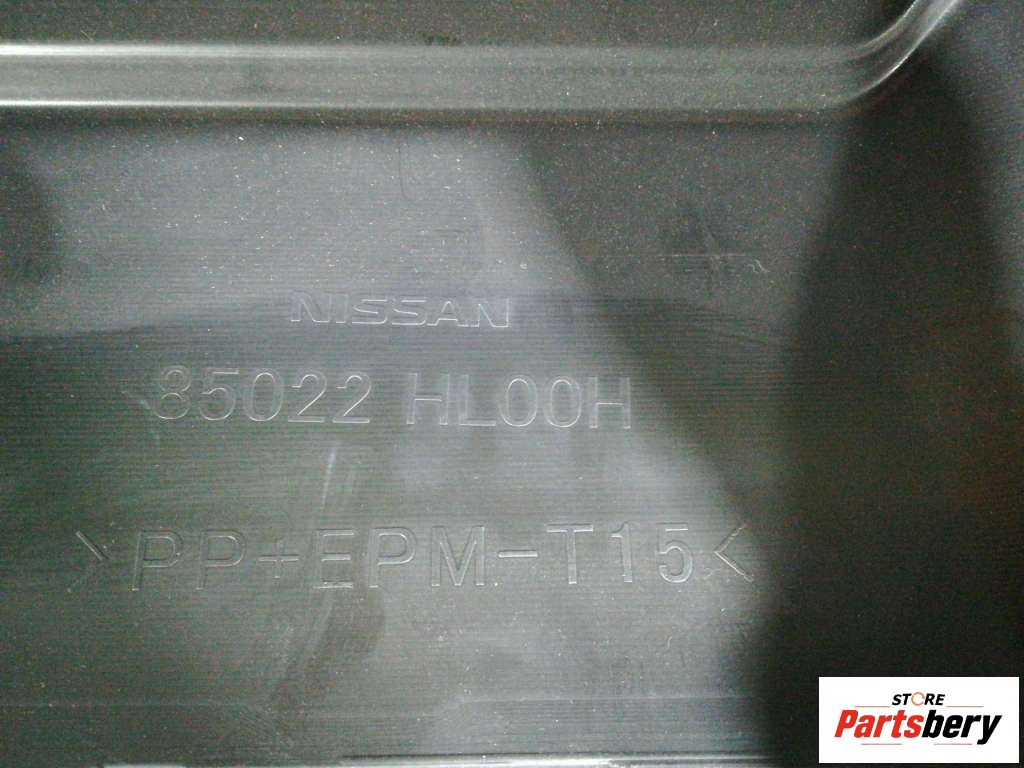 NISSAN
85022 HL00H
>PP+EPM-T15<
STORE
Partsbery